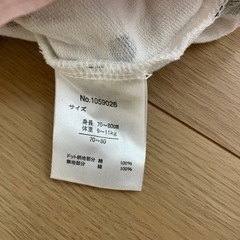 No.1059026
サイズ
身長 70~80cm
体重 9~11kg
70~80
ドット柄地部分 綿 100%
無地部分 綿 100%